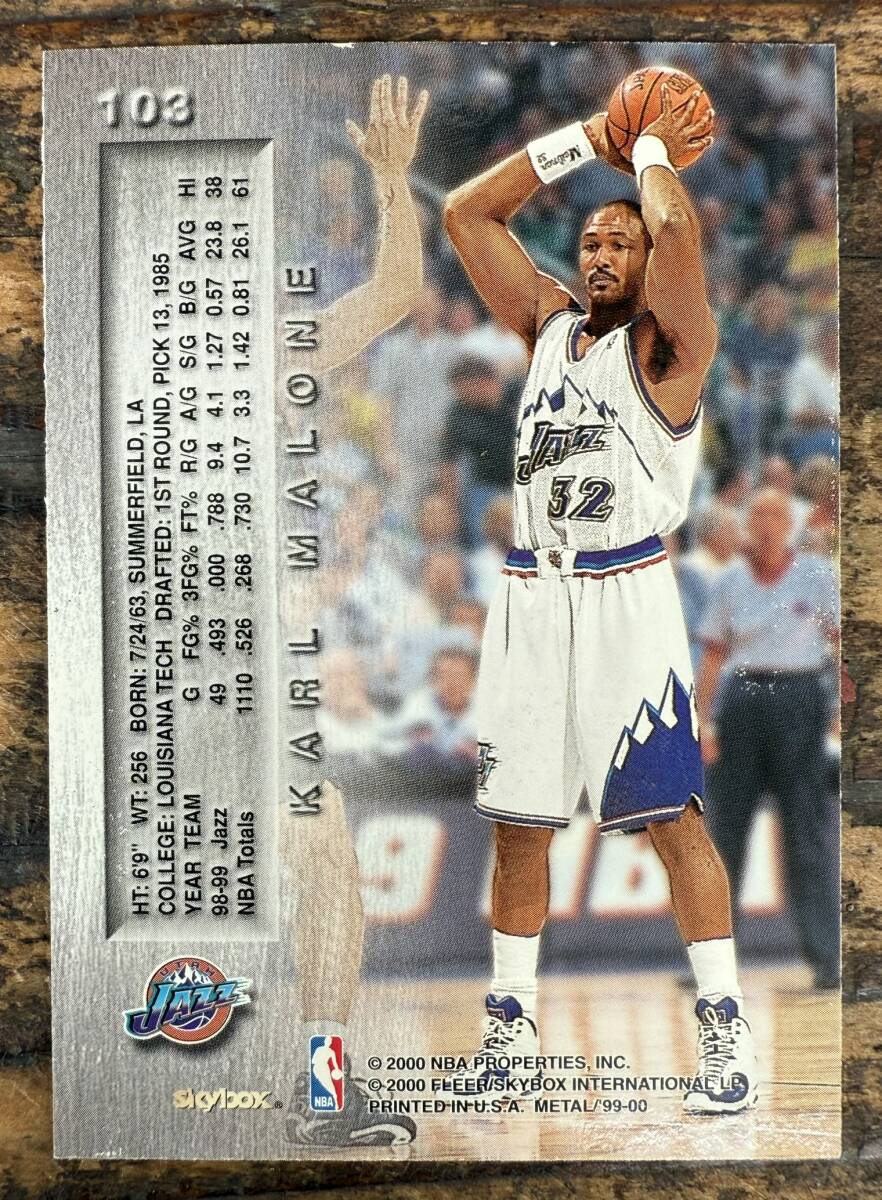 103
HT: 6'9" WT: 256 BORN: 7/24/63, SUMMERFIELD, LA
COLLEGE: LOUISIANA TECH DRAFTED: 1ST ROUND, PICK 13, 1985
YEAR TEAM G FG% 3FG% FT% R/G A/G S/G B/G AVG HI
98-99 Jazz 49 .493 .000 .788 9.4 4.1 1.27 0.57 23.8 38
NBA Totals 1110 .526 .268 .730 10.7 3.3 1.42 0.81 26.1 61
KARL MALONE
JAZZ
32
UTAH
JAZZ
skybox®
NBA
© 2000 NBA PROPERTIES, INC.
© 2000 FLEER/SKYBOX INTERNATIONAL LP
PRINTED IN U.S.A. METAL/'99-00